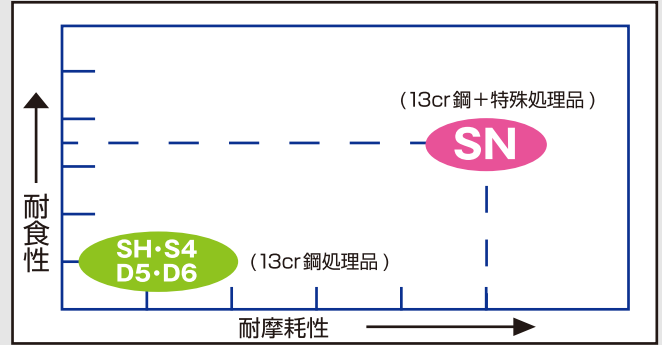 (13cr鋼+特殊処理品)
SN
耐食性
SH・S4
D5・D6
(13cr鋼処理品)
耐摩耗性